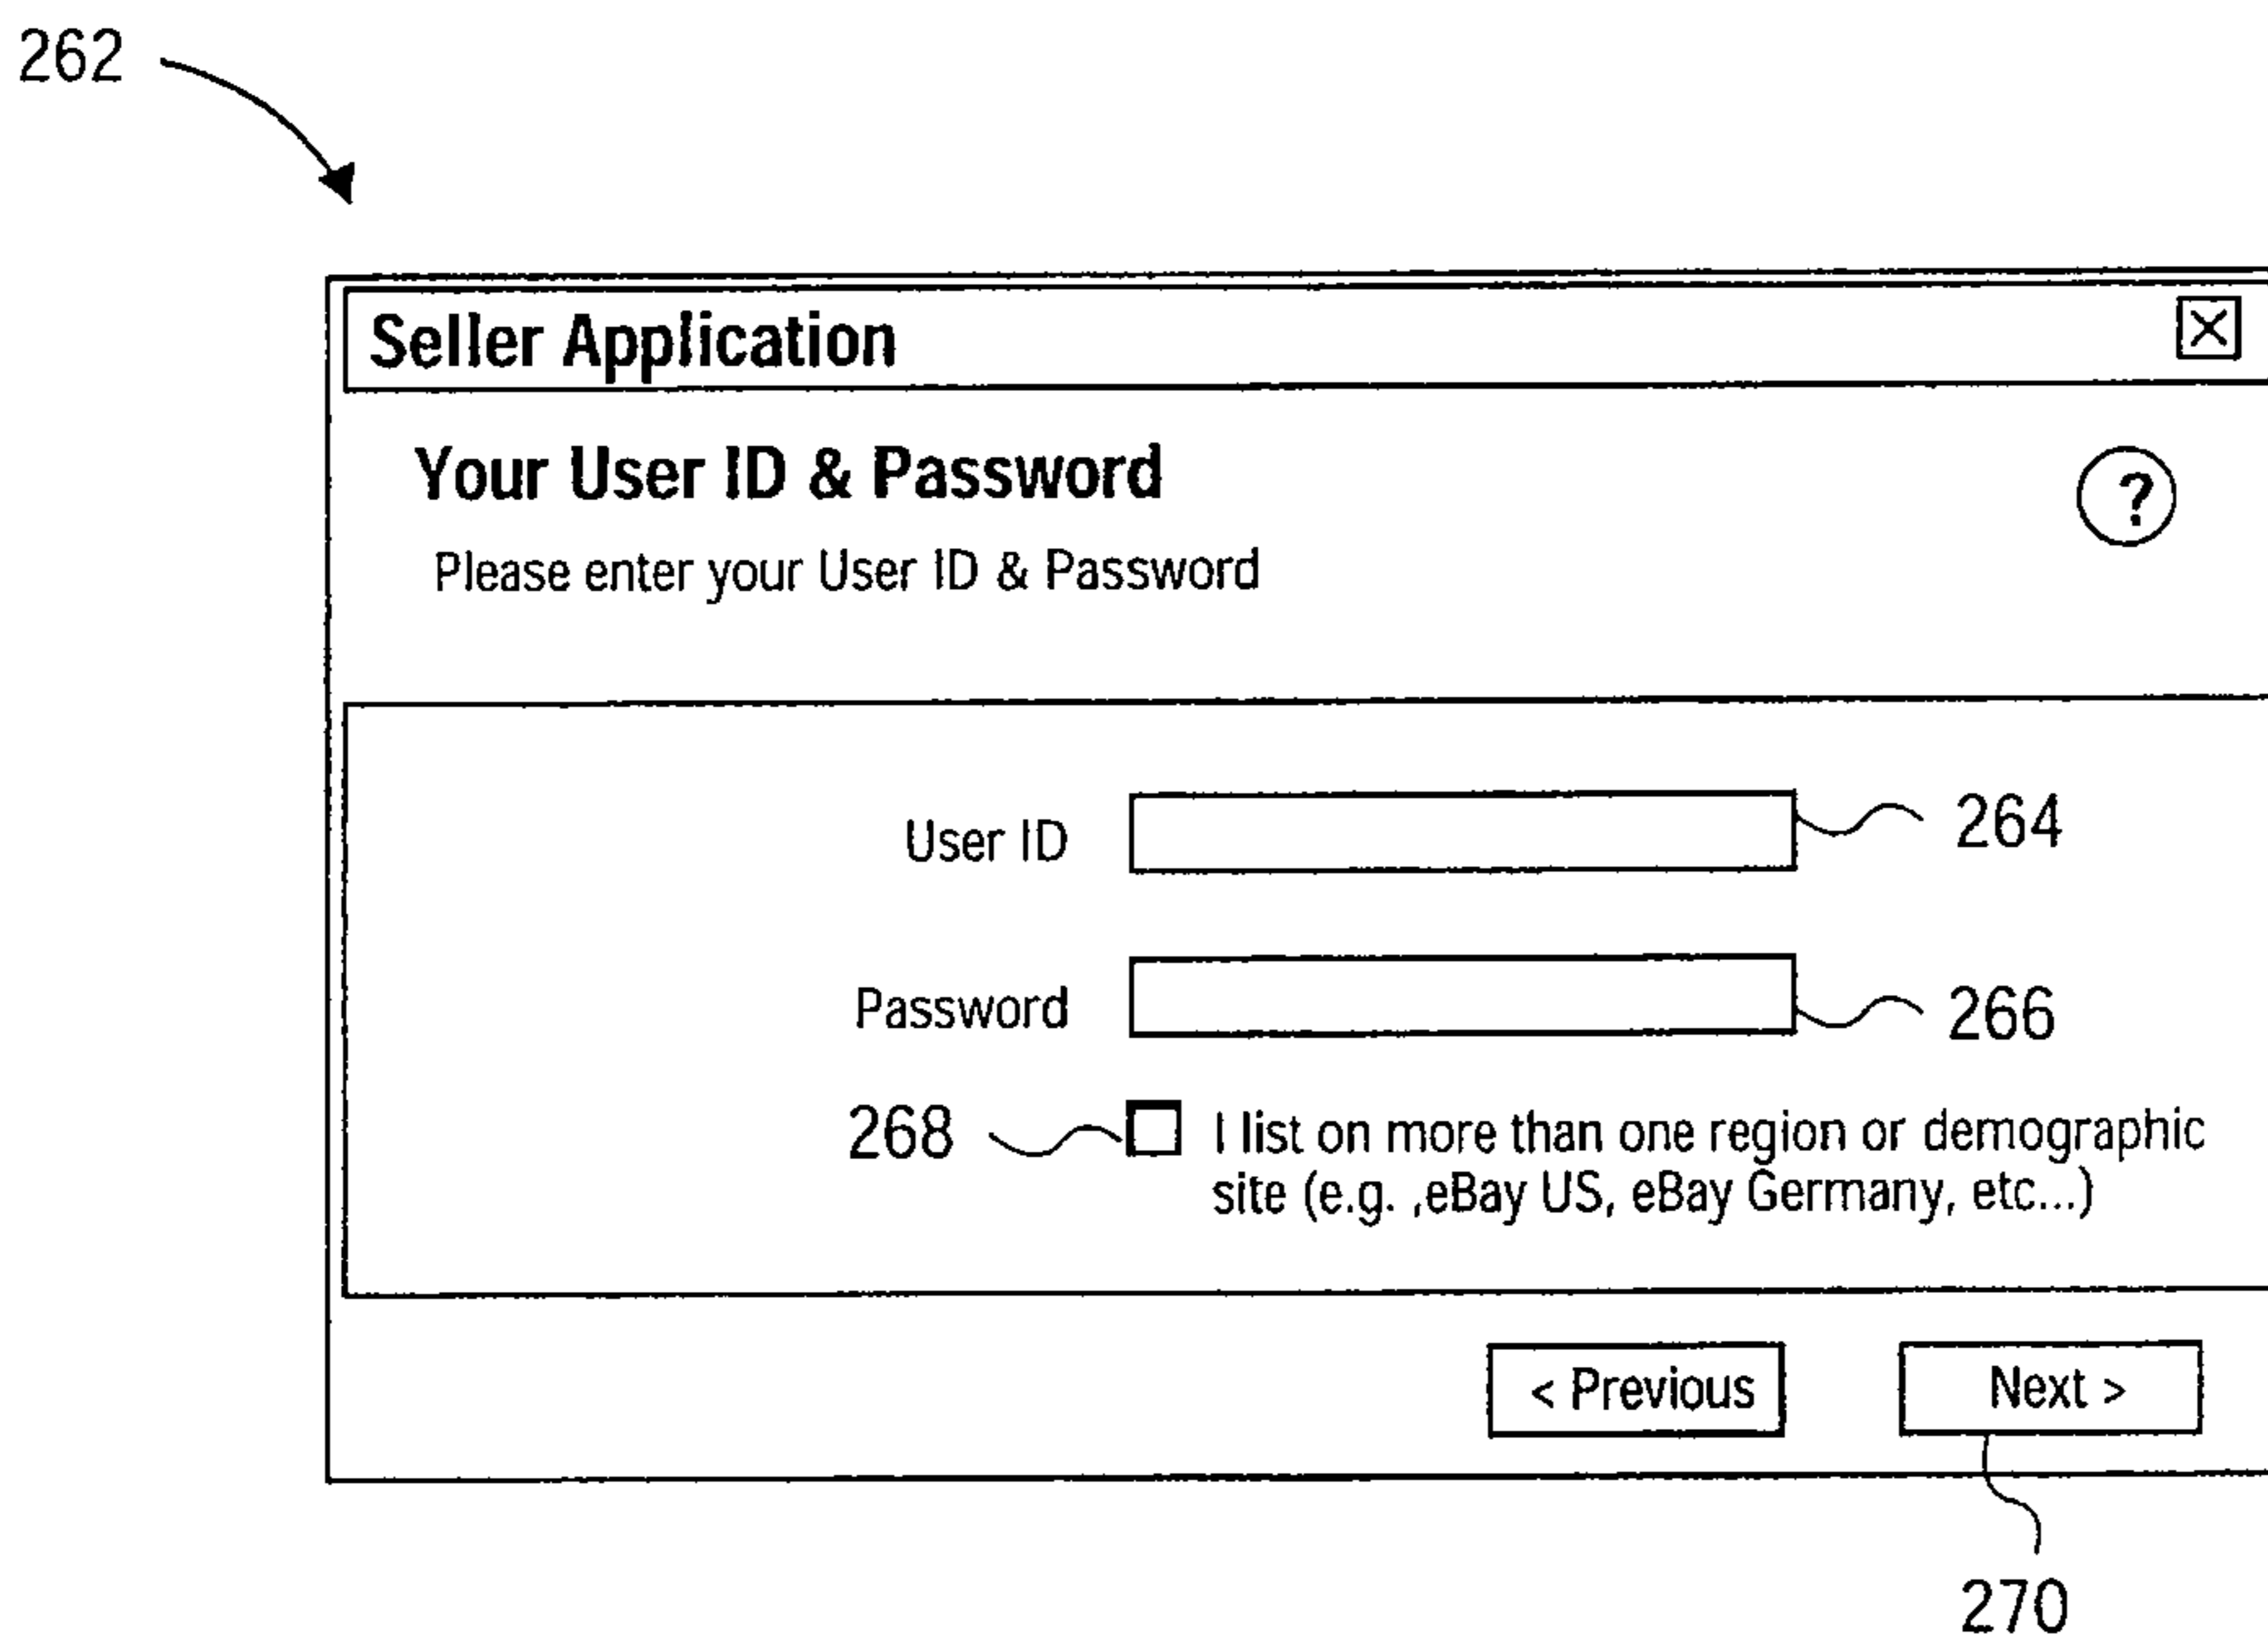 262
Seller Application
Your User ID & Password
?
Please enter your User ID & Password
User ID
264
Password
266
268
I list on more than one region or demographic
site (e.g. ,eBay US, eBay Germany, etc...)
< Previous
Next >
270